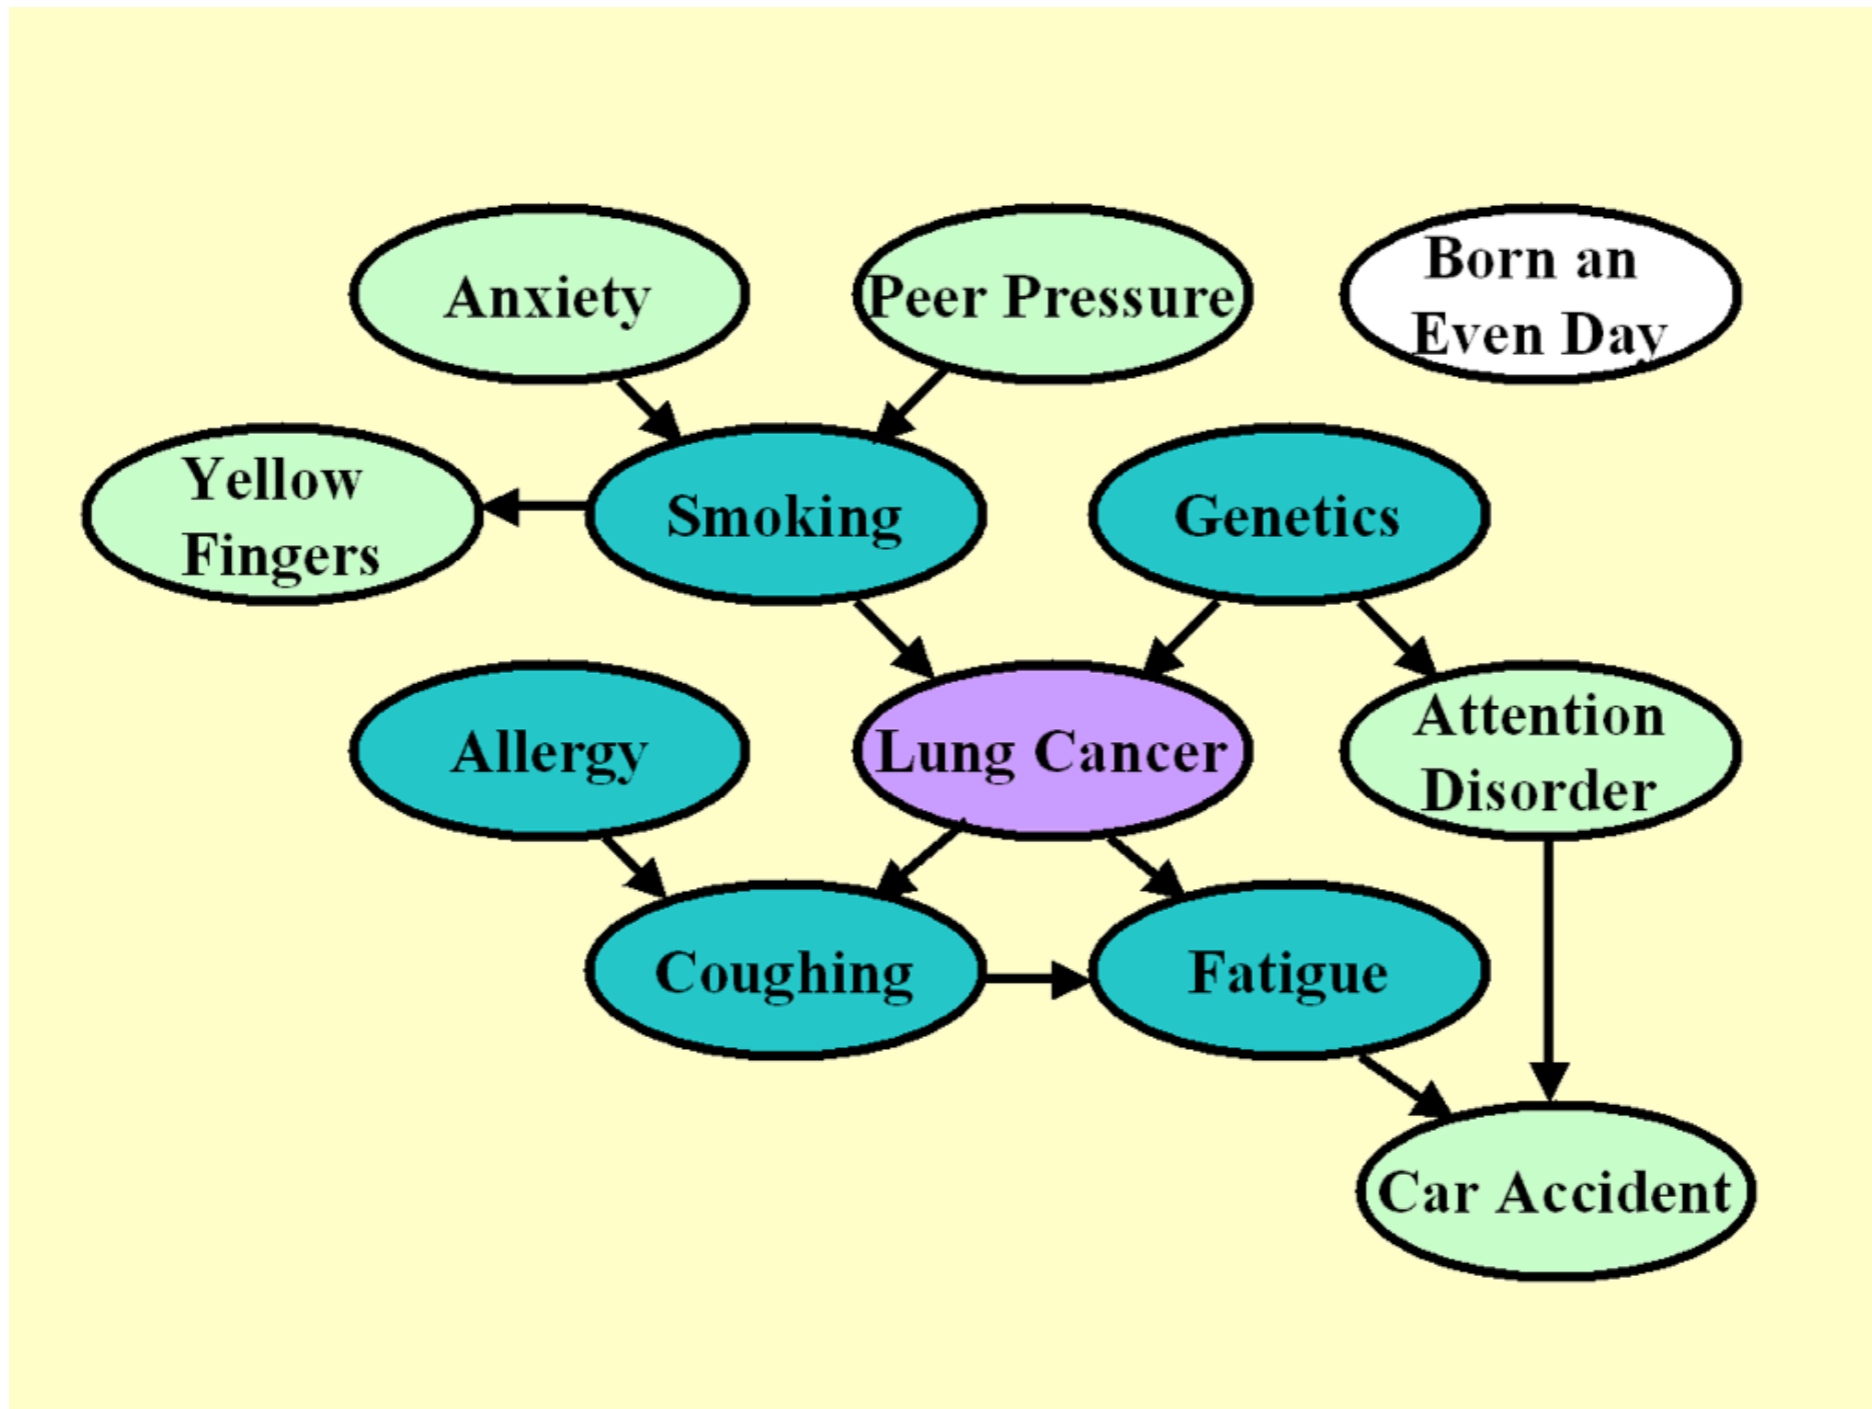 Anxiety
Peer Pressure
Born an
Even Day
Yellow
Fingers
Smoking
Genetics
Allergy
Lung Cancer
Attention
Disorder
Coughing
Fatigue
Car Accident